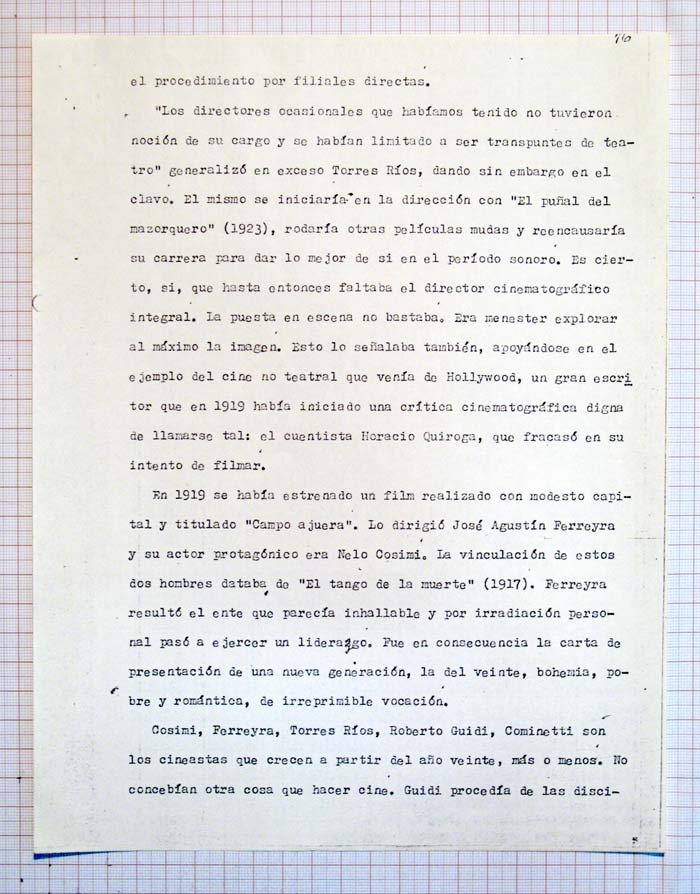 76
el procedimiento por filiales directas.
"Los directores ocasionales que habíamos tenido no tuvieron
noción de su cargo y se habían limitado a ser transpuntes de tea-
tro" generalizó en exceso Torres Ríos, dando sin embargo en el
clavo. El mismo se iniciaría en la dirección con "El puñal del
mazorquero" (1923), rodaría otras películas mudas y reencausaría
su carrera para dar lo mejor de si en el período sonoro. Es cier-
to, si, que hasta entonces faltaba el director cinematográfico
integral. La puesta en escena no bastaba. Era menester explorar
al máximo la imagen. Esto lo señalaba también, apoyándose en el
ejemplo del cine no teatral que venía de Hollywood, un gran escri
tor que en 1919 había iniciado una crítica cinematográfica digna
de llamarse tal: el cuentista Horacio Quiroga, que fracasó en su
intento de filmar.
En 1919 se había estrenado un film realizado con modesto capi-
tal y titulado "Campo ajuera". Lo dirigió José Agustín Ferreyra
y su actor protagónico era Nelo Cosimi. La vinculación de estos
dos hombres databa de "El tango de la muerte" (1917). Ferreyra
resultó el ente que parecía inhallable y por irradiación perso-
nal pasó a ejercer un liderazgo. Fue en consecuencia la carta de
presentación de una nueva generación, la del veinte, bohemia, po-
bre y romántica, de irreprimible vocación.
Cosimi, Ferreyra, Torres Ríos, Roberto Guidi, Cominetti son
los cineastas que crecen a partir del año veinte, más o menos. No
concebían otra cosa que hacer cine. Guidi procedía de las disci-